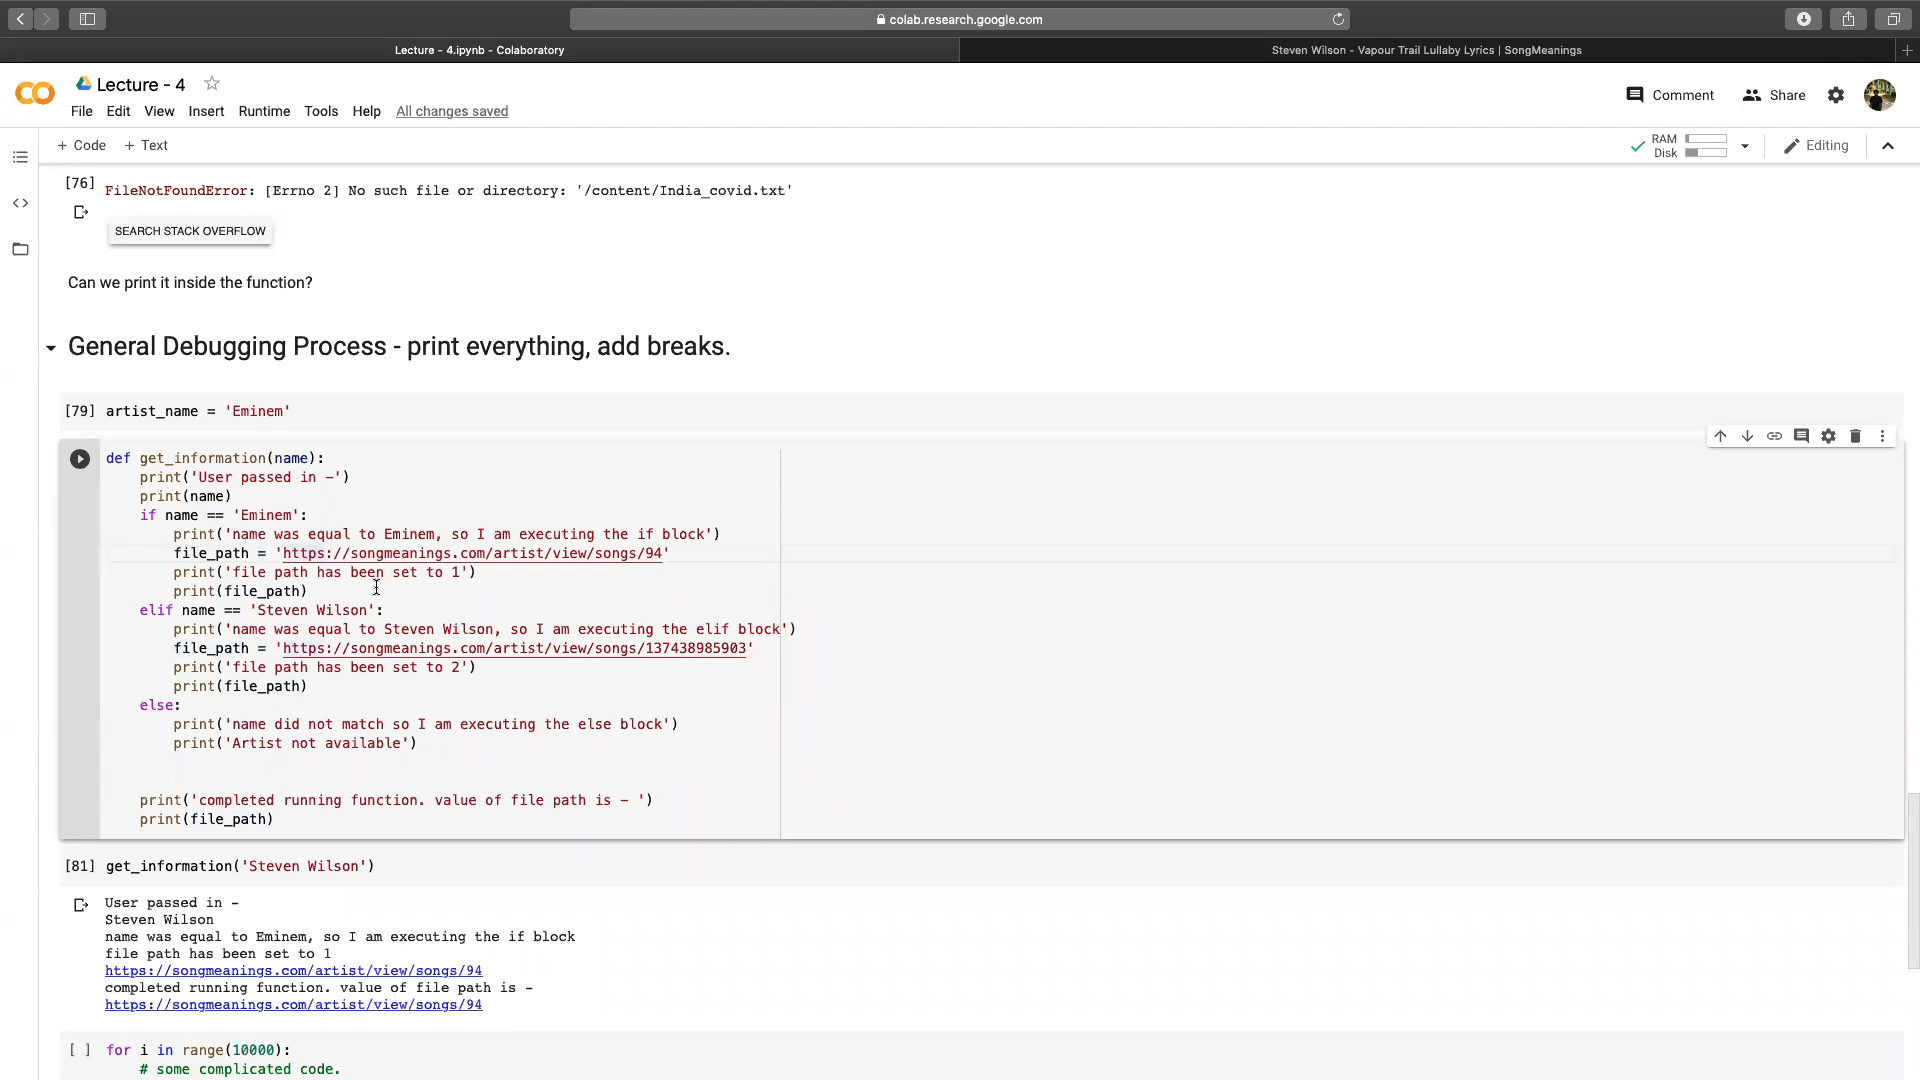 colab.research.google.com
Lecture - 4.ipynb - Colaboratory
Steven Wilson - Vapour Trail Lullaby Lyrics | SongMeanings
CO
Lecture - 4
File Edit View Insert Runtime Tools Help All changes saved
Comment
Share
+ Code + Text
RAM
Disk
Editing
[76]
FileNotFoundError: [Errno 2] No such file or directory: '/content/India_covid.txt'
SEARCH STACK OVERFLOW
Can we print it inside the function?
General Debugging Process - print everything, add breaks.
[79] artist_name = 'Eminem'
def get_information(name):
    print('User passed in -')
    print(name)
    if name == 'Eminem':
        print('name was equal to Eminem, so I am executing the if block')
        file_path = 'https://songmeanings.com/artist/view/songs/94'
        print('file path has been set to 1')
        print(file_path)
    elif name == 'Steven Wilson':
        print('name was equal to Steven Wilson, so I am executing the elif block')
        file_path = 'https://songmeanings.com/artist/view/songs/137438985903'
        print('file path has been set to 2')
        print(file_path)
    else:
        print('name did not match so I am executing the else block')
        print('Artist not available')
    print('completed running function. value of file path is - ')
    print(file_path)
[81] get_information('Steven Wilson')
User passed in -
Steven Wilson
name was equal to Eminem, so I am executing the if block
file path has been set to 1
https://songmeanings.com/artist/view/songs/94
completed running function. value of file path is -
https://songmeanings.com/artist/view/songs/94
[ ] for i in range(10000):
    # some complicated code.